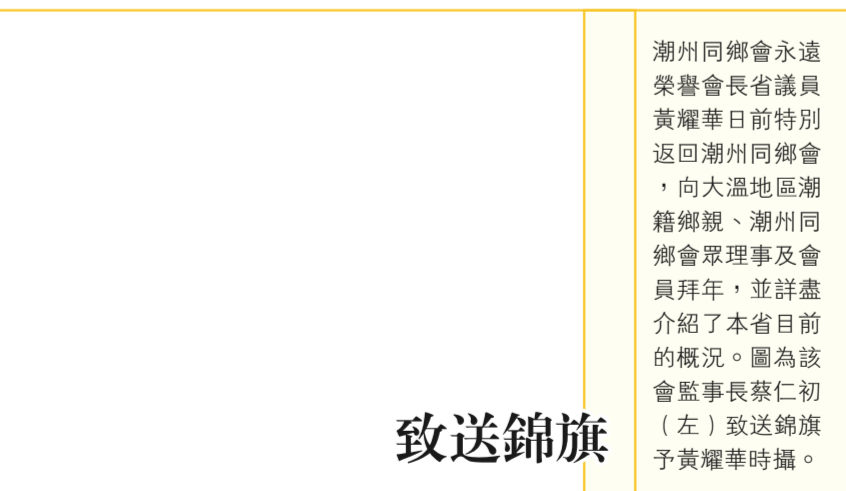 潮州同鄉會永遠
榮譽會長省議員
黃耀華日前特別
返回潮州同鄉會
，向大溫地區潮
籍鄉親、潮州同
鄉會眾理事及會
員拜年，並詳盡
介紹了本省目前
的概況。圖為該
會監事長蔡仁初
（左）致送錦旗
予黃耀華時攝。
致送錦旗